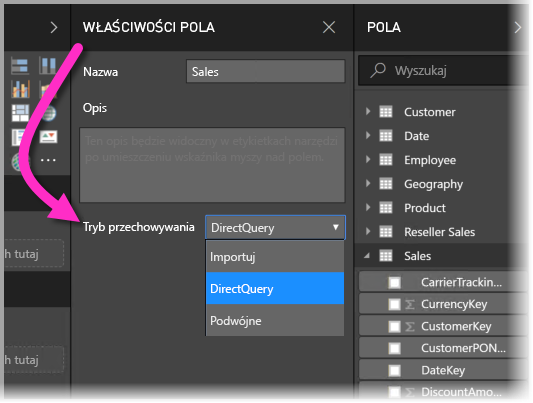 WŁAŚCIWOŚCI POLA
Nazwa
Sales
Opis
Ten opis będzie widoczny w etykietkach narzędzi
po umieszczeniu wskaźnika myszy nad polem.
Tryb przechowywania
DirectQuery
Importuj
DirectQuery
Podwójne
h tutaj
h tutaj
POLA
Wyszukaj
Customer
Date
Employee
Geography
Product
Reseller Sales
Sales
CarrierTrackin...
CurrencyKey
CustomerKey
CustomerPON...
DateKey
DiscountAmo...